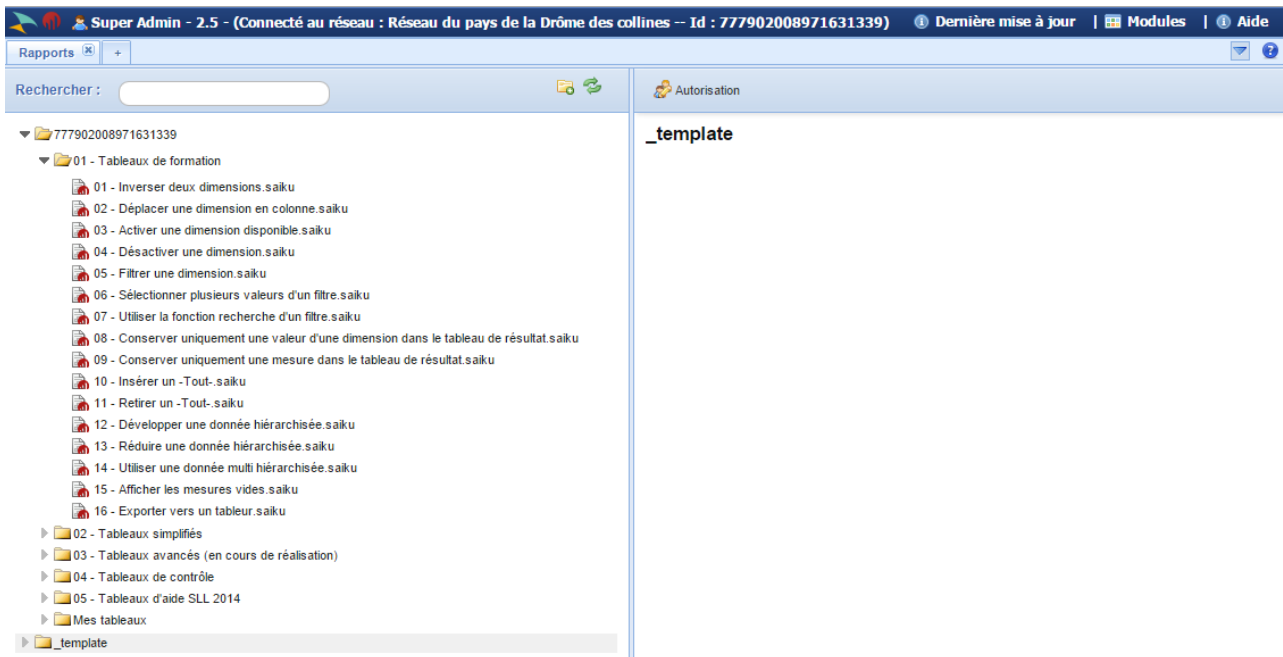 Super Admin - 2.5 - (Connecté au réseau : Réseau du pays de la Drôme des collines -- Id : 777902008971631339) Dernière mise à jour | Modules | Aide
Rapports +
Rechercher :
Autorisation
_template
777902008971631339
01 - Tableaux de formation
01 - Inverser deux dimensions.saiku
02 - Déplacer une dimension en colonne.saiku
03 - Activer une dimension disponible.saiku
04 - Désactiver une dimension.saiku
05 - Filtrer une dimension.saiku
06 - Sélectionner plusieurs valeurs d'un filtre.saiku
07 - Utiliser la fonction recherche d'un filtre.saiku
08 - Conserver uniquement une valeur d'une dimension dans le tableau de résultat.saiku
09 - Conserver uniquement une mesure dans le tableau de résultat.saiku
10 - Insérer un -Tout-.saiku
11 - Retirer un -Tout-.saiku
12 - Développer une donnée hiérarchisée.saiku
13 - Réduire une donnée hiérarchisée.saiku
14 - Utiliser une donnée multi hiérarchisée.saiku
15 - Afficher les mesures vides.saiku
16 - Exporter vers un tableur.saiku
02 - Tableaux simplifiés
03 - Tableaux avancés (en cours de réalisation)
04 - Tableaux de contrôle
05 - Tableaux d'aide SLL 2014
Mes tableaux
_template